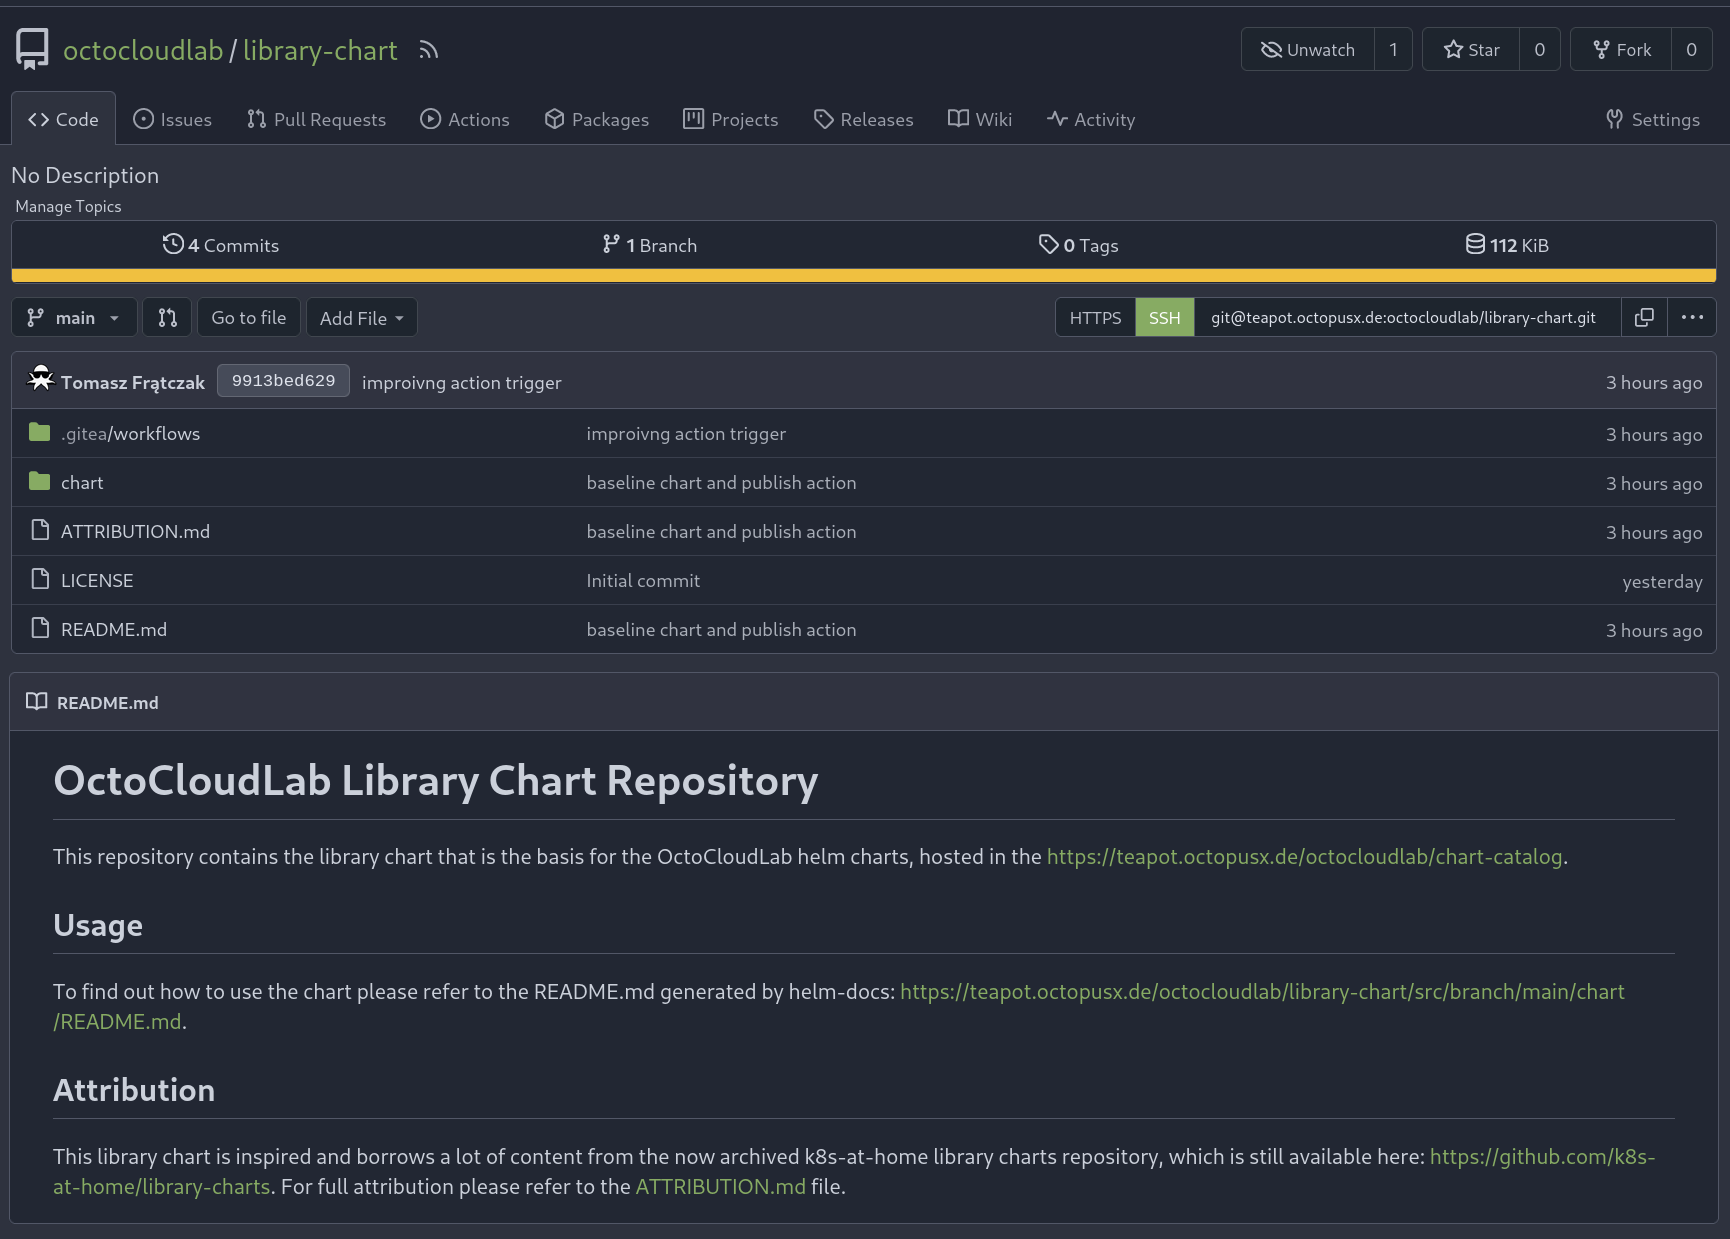 octocloudlab/library-chart
Unwatch 1 Star 0 Fork 0
Code Issues Pull Requests Actions Packages Projects Releases Wiki Activity Settings
No Description
Manage Topics
4 Commits 1 Branch 0 Tags 112 KiB
main Go to file Add File HTTPS SSH git@teapot.octopusx.de:octocloudlab/library-chart.git
Tomasz Frątczak 9913bed629 improivng action trigger 3 hours ago
.gitea/workflows improivng action trigger 3 hours ago
chart baseline chart and publish action 3 hours ago
ATTRIBUTION.md baseline chart and publish action 3 hours ago
LICENSE Initial commit yesterday
README.md baseline chart and publish action 3 hours ago
README.md
OctoCloudLab Library Chart Repository
This repository contains the library chart that is the basis for the OctoCloudLab helm charts, hosted in the https://teapot.octopusx.de/octocloudlab/chart-catalog.
Usage
To find out how to use the chart please refer to the README.md generated by helm-docs: https://teapot.octopusx.de/octocloudlab/library-chart/src/branch/main/chart
/README.md.
Attribution
This library chart is inspired and borrows a lot of content from the now archived k8s-at-home library charts repository, which is still available here: https://github.com/k8s-
at-home/library-charts. For full attribution please refer to the ATTRIBUTION.md file.